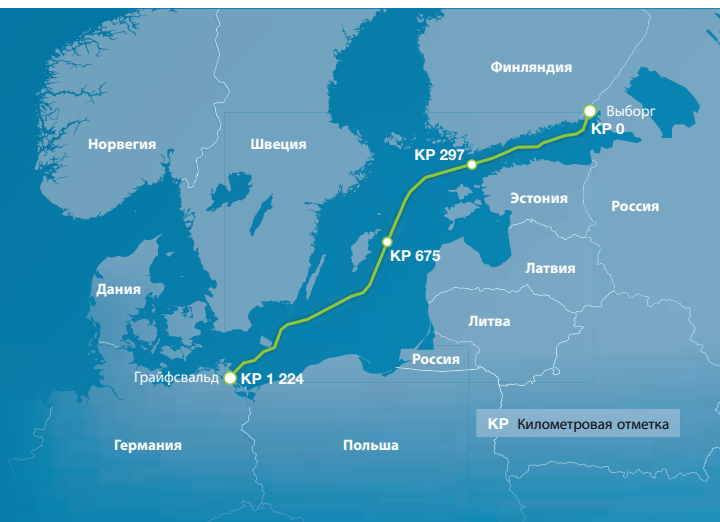 Финляндия
Выборг
КР 0
Норвегия
Швеция
КР 297
Эстония
Россия
КР 675
Латвия
Дания
Литва
Россия
Грайфсвальд
КР 1 224
КР Километровая отметка
Германия
Польша